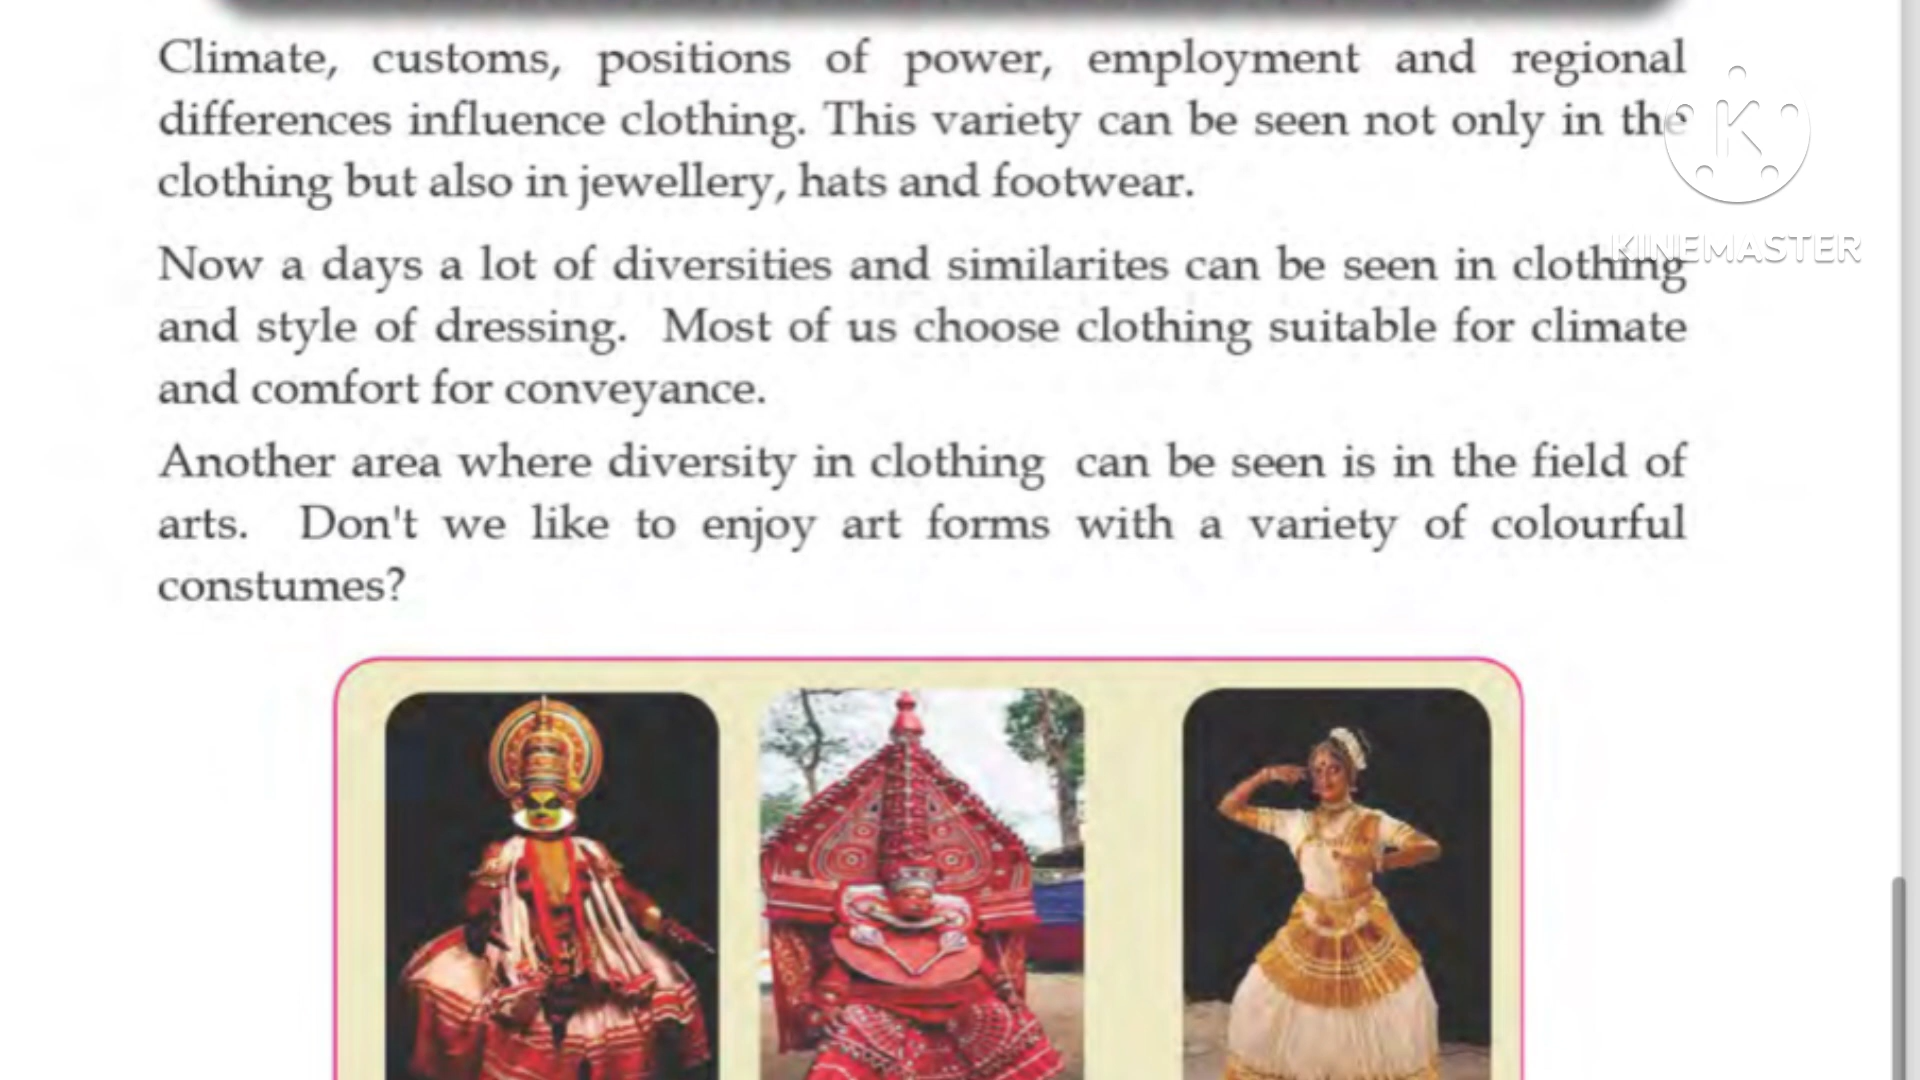 Climate, customs, positions of power, employment and regional
differences influence clothing. This variety can be seen not only in the
clothing but also in jewellery, hats and footwear.
Now a days a lot of diversities and similarites can be seen in clothing
and style of dressing. Most of us choose clothing suitable for climate
and comfort for conveyance.
Another area where diversity in clothing can be seen is in the field of
arts. Don't we like to enjoy art forms with a variety of colourful
constumes?
K
KINEMASTER